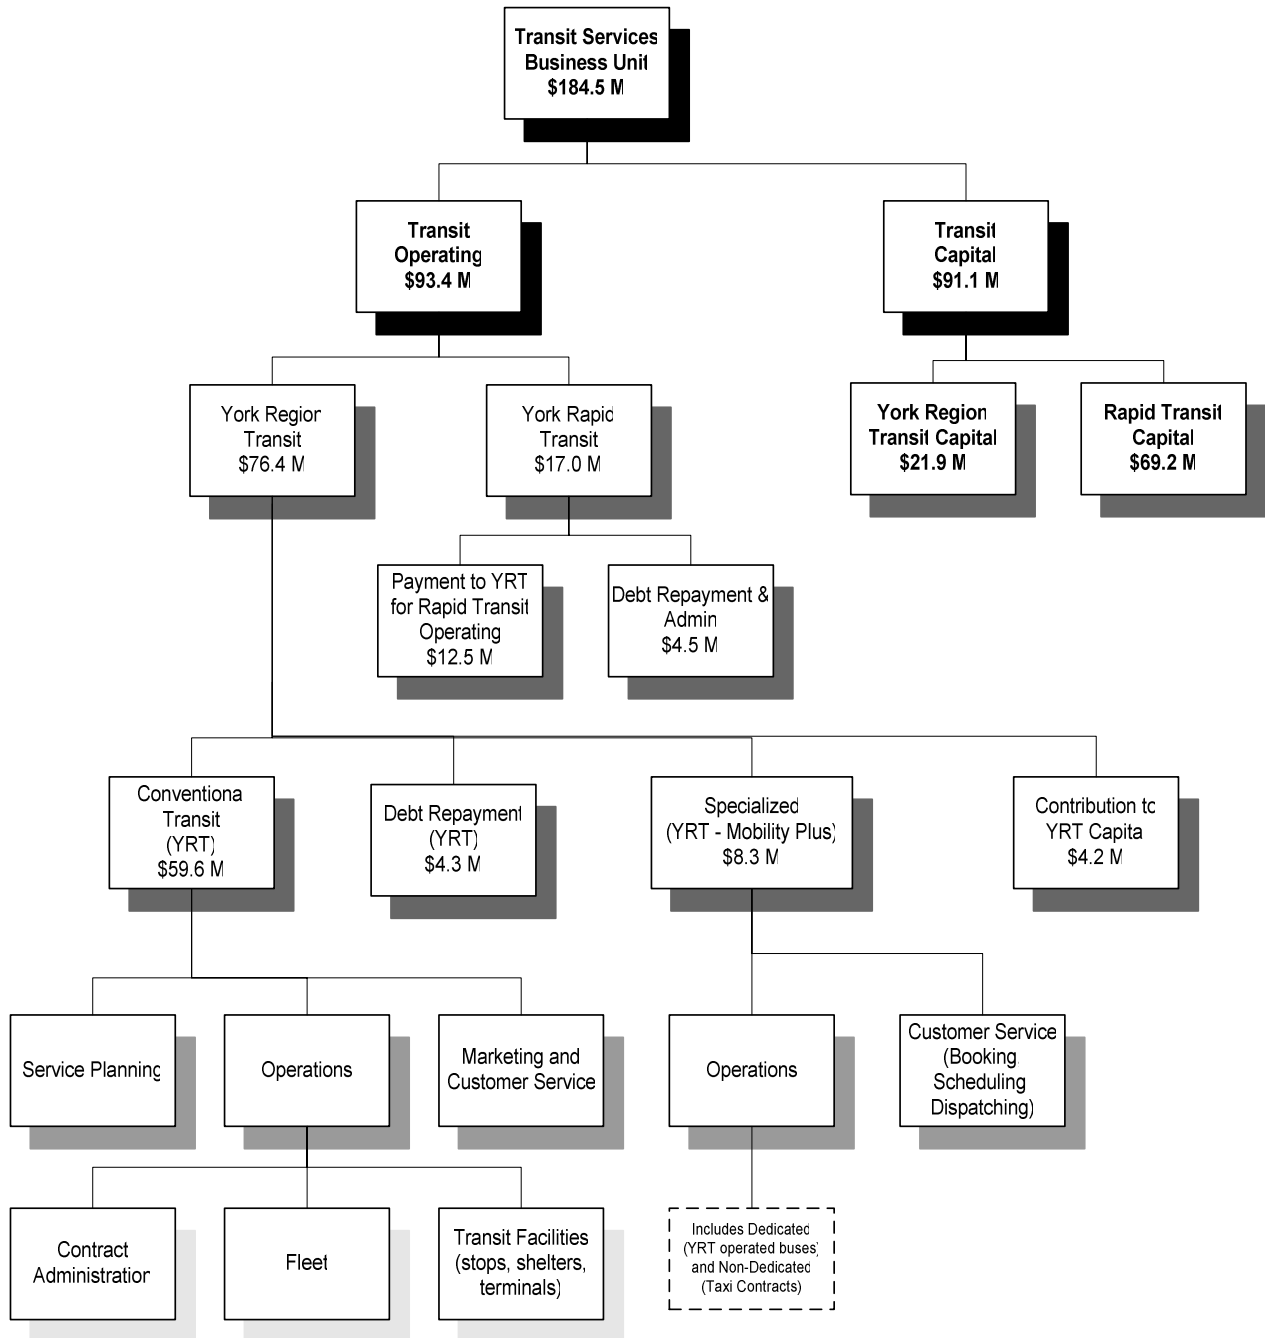 Transit Services
Business Unit
$184.5 M
Transit
Operating
$93.4 M
Transit
Capital
$91.1 M
York Region
Transit
$76.4 M
York Rapid
Transit
$17.0 M
York Region
Transit Capital
$21.9 M
Rapid Transit
Capital
$69.2 M
Payment to YRT
for Rapid Transit
Operating
$12.5 M
Debt Repayment &
Admin
$4.5 M
Conventiona
Transit
(YRT)
$59.6 M
Debt Repayment
(YRT)
$4.3 M
Specialized
(YRT - Mobility Plus)
$8.3 M
Contribution to
YRT Capita
$4.2 M
Service Planning
Operations
Marketing and
Customer Service
Operations
Customer Service
(Booking
Scheduling
Dispatching)
Contract
Administration
Fleet
Transit Facilities
(stops, shelters,
terminals)
Includes Dedicated
(YRT operated buses)
and Non-Dedicated
(Taxi Contracts)